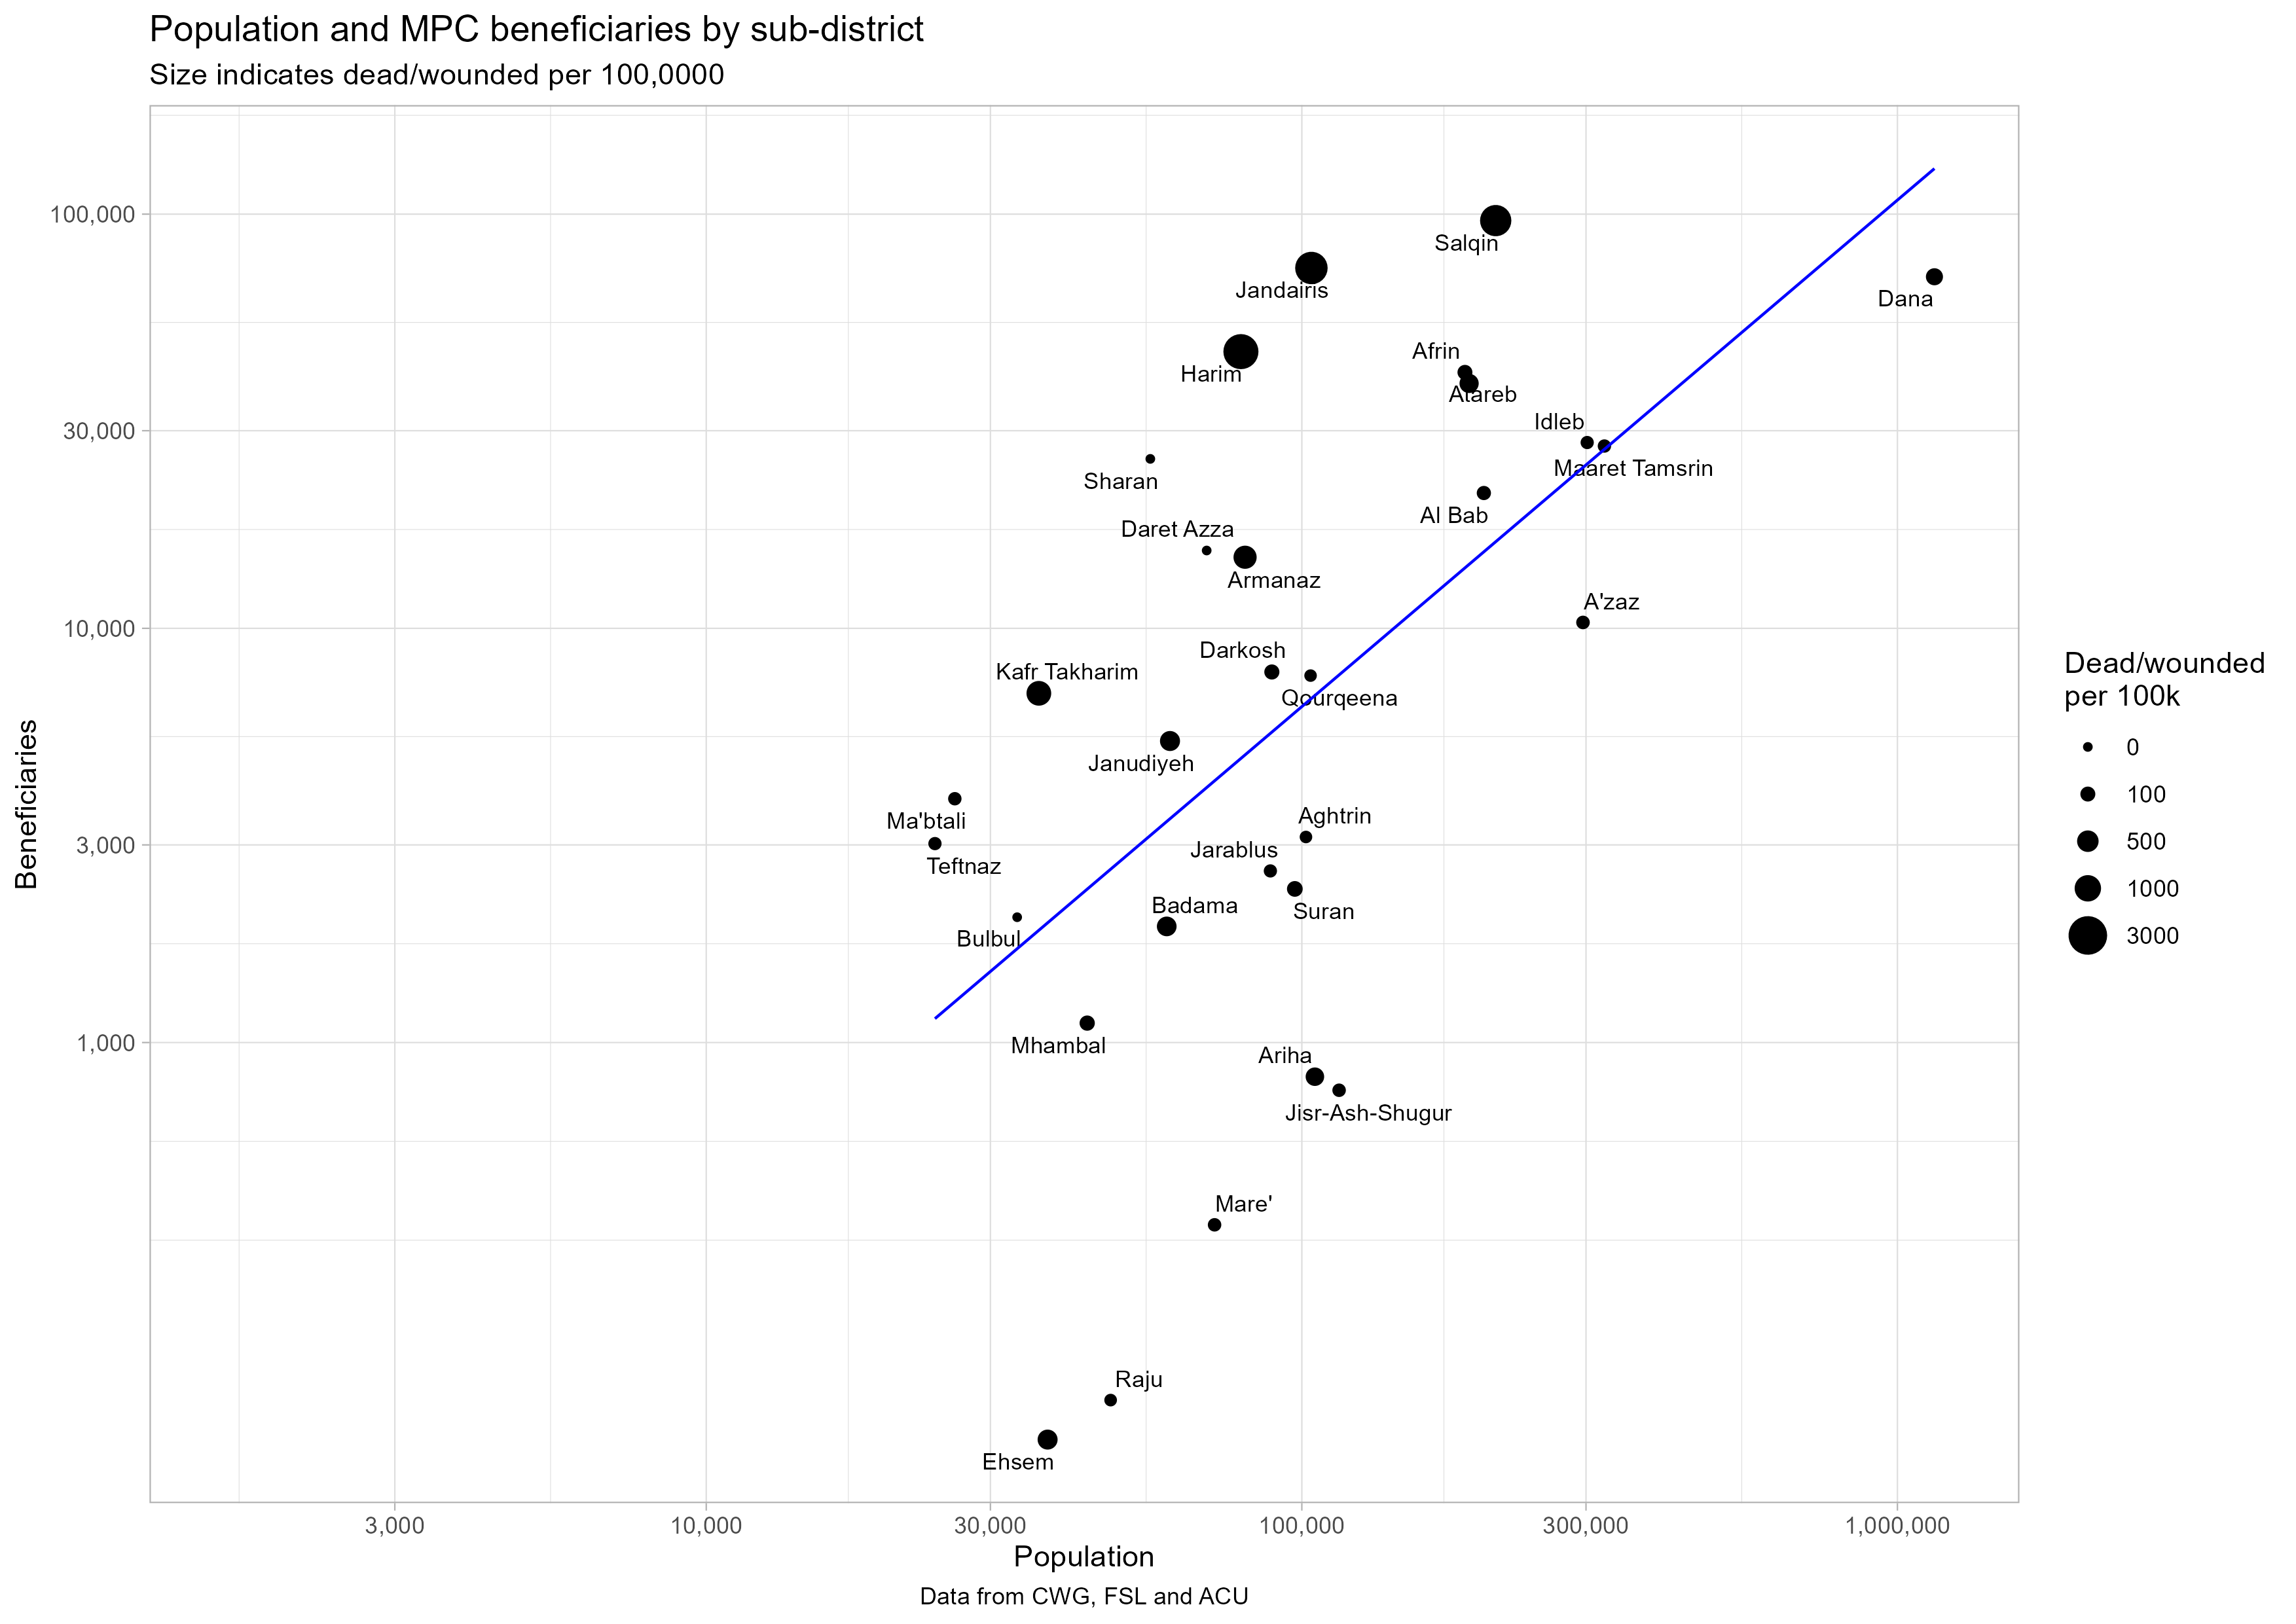 Population and MPC beneficiaries by sub-district
Size indicates dead/wounded per 100,0000
100,000
30,000
10,000
3,000
1,000
Beneficiaries
Salqin
Jandairis
Dana
Afrin
Harim
Atareb
Idleb
Maaret Tamsrin
Sharan
Al Bab
Daret Azza
Armanaz
A'zaz
Darkosh
Kafr Takharim
Qourqeena
Janudiyeh
Ma'btali
Aghtrin
Jarablus
Teftnaz
Badama
Suran
Bulbul
Mhambal
Ariha
Jisr-Ash-Shugur
Mare'
Raju
Ehsem
3,000
10,000
30,000
100,000
300,000
1,000,000
Population
Data from CWG, FSL and ACU
Dead/wounded
per 100k
0
100
500
1000
3000